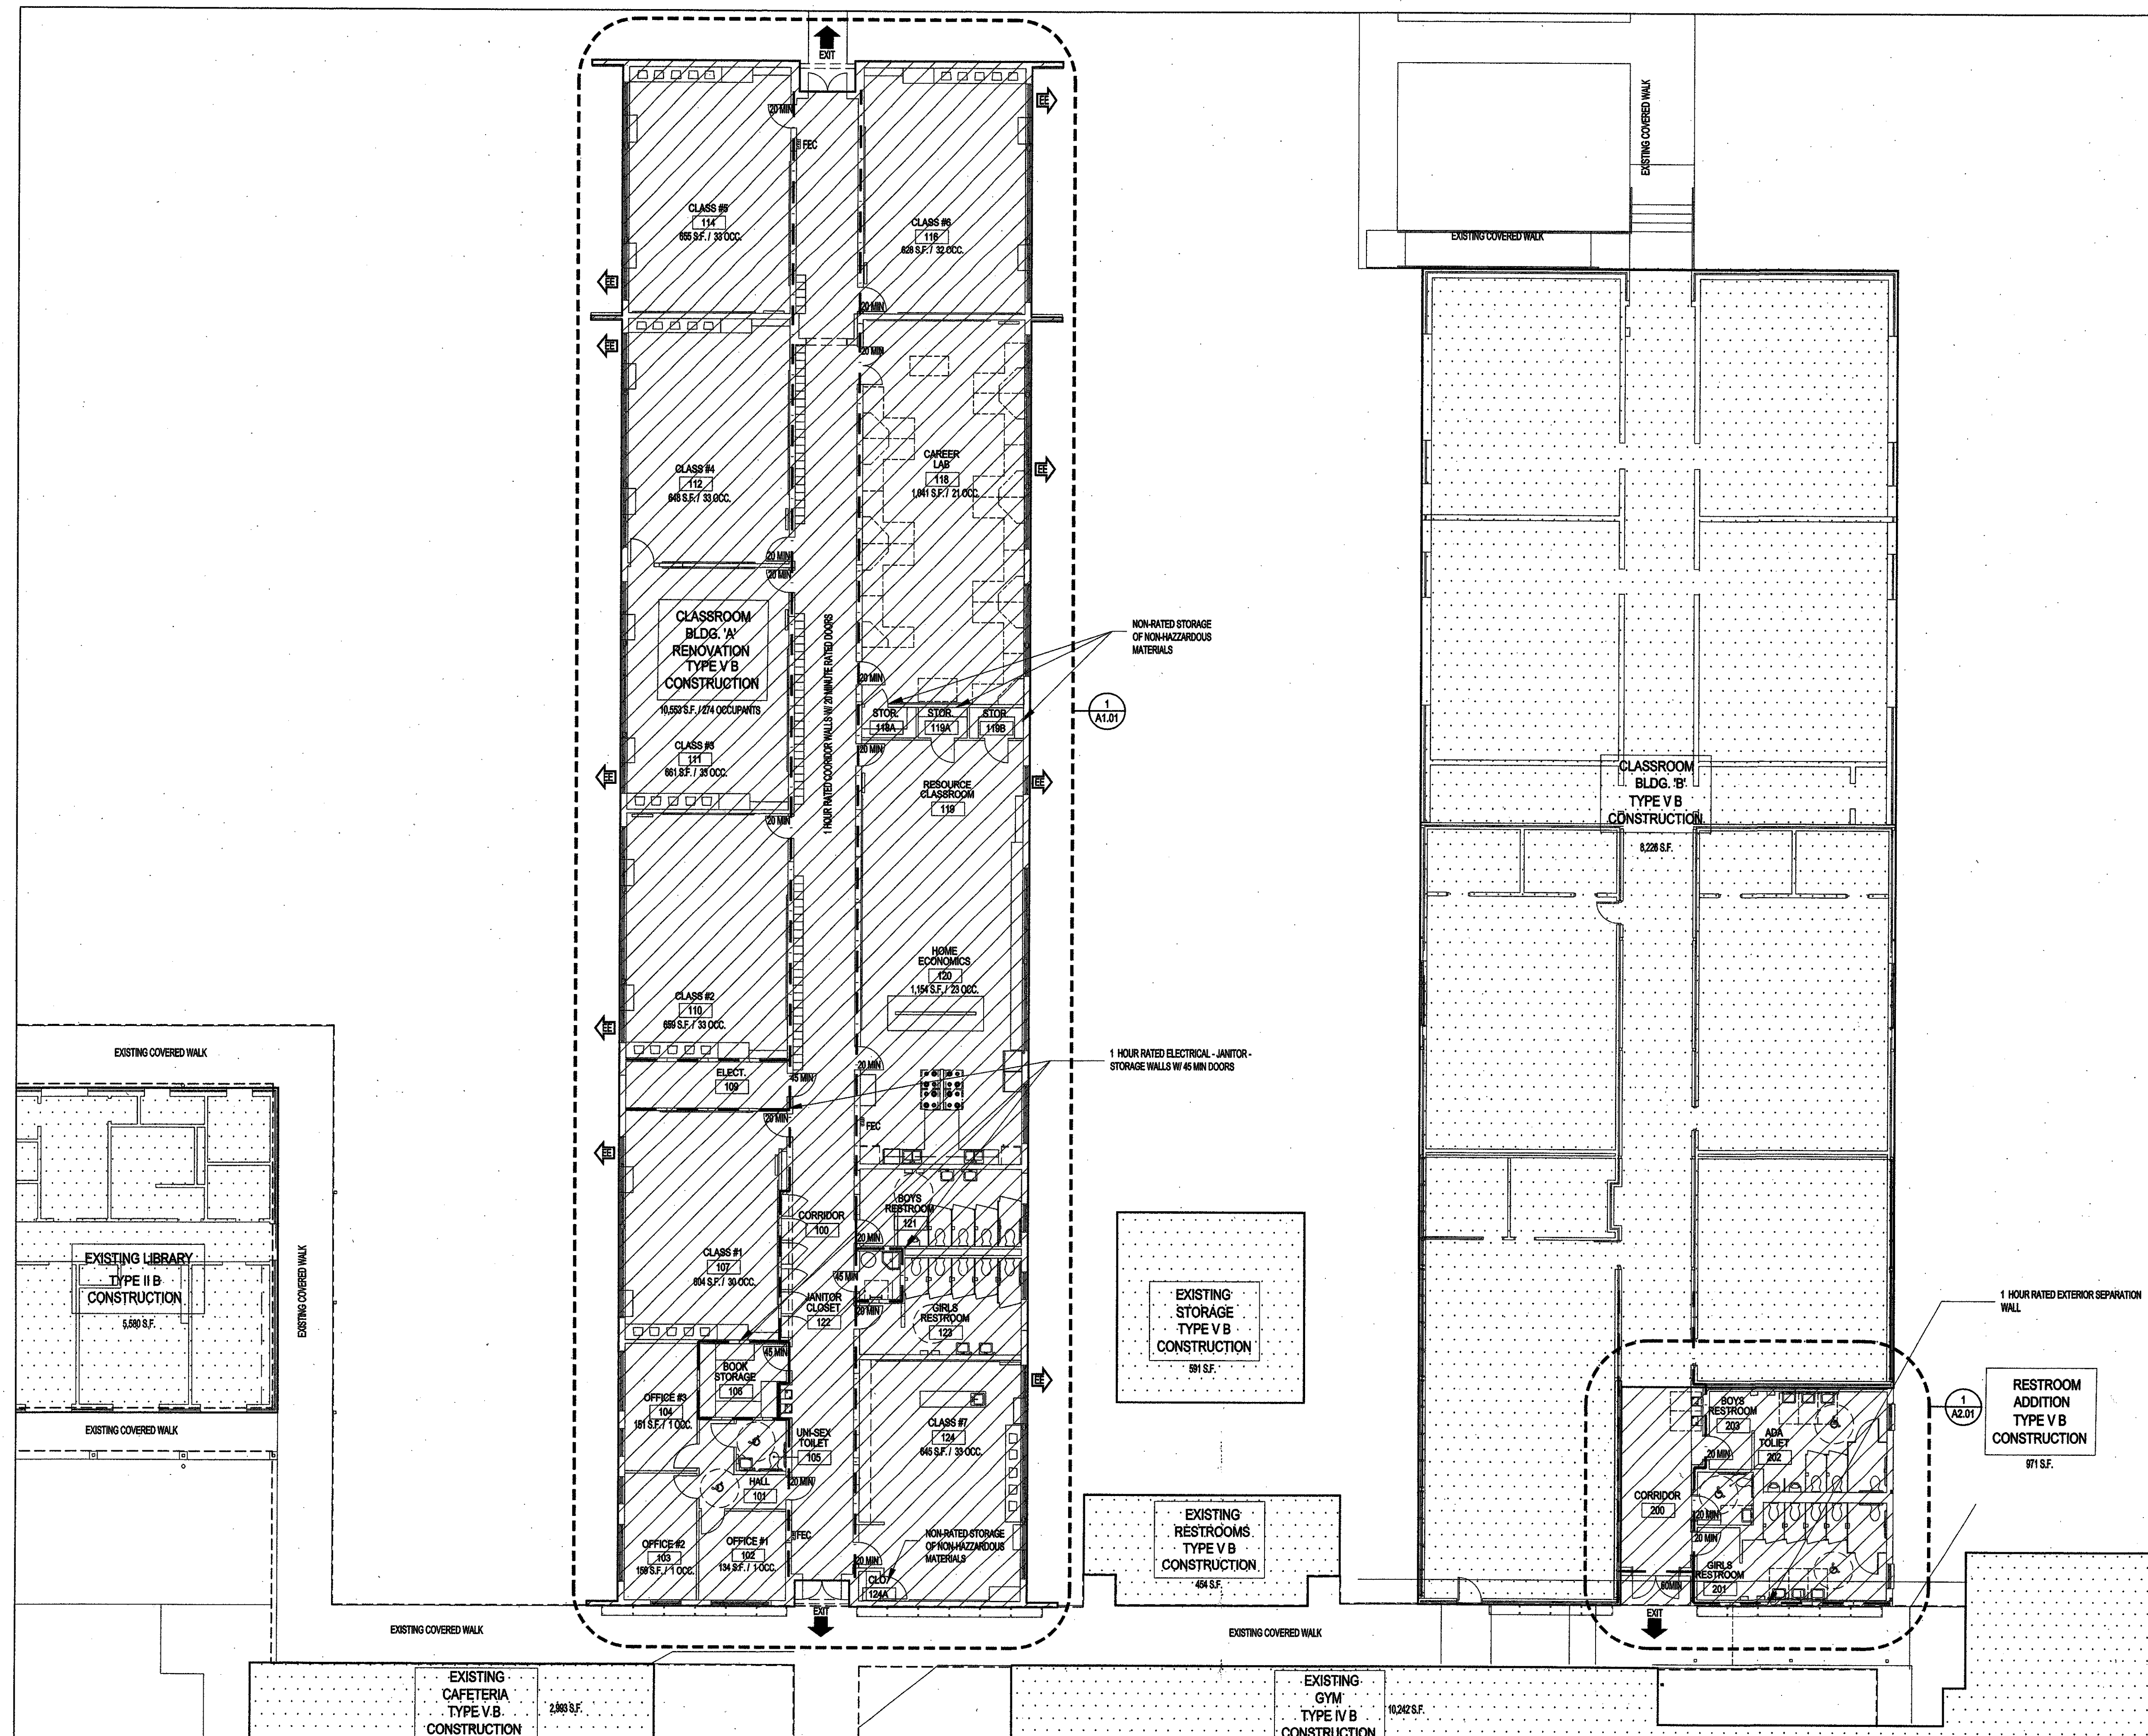 EXIT
20 MIN
FEC
CLASS #5
114
655 S.F. / 33 OCC.
CLASS #6
116
628 S.F. / 32 OCC.
20 MIN
EXISTING COVERED WALK
EXISTING COVERED WALK
20 MIN
CAREER
LAB
118
1,041 S.F. / 21 OCC.
CLASS #4
112
648 S.F. / 33 OCC.
20 MIN
20 MIN
CLASSROOM
BLDG. 'A'
RENOVATION
TYPE V B
CONSTRUCTION
10,553 S.F. / 274 OCCUPANTS
1 HOUR RATED COORIDOR WALLS W/ 20 MINUTE RATED DOORS
NON-RATED STORAGE
OF NON-HAZZARDOUS
MATERIALS
20 MIN
STOR.
118A
STOR.
119A
STOR.
119B
1
A1.01
CLASS #3
111
20 MIN
RESOURCE
CLASSROOM
119
20 MIN
CLASSROOM
BLDG. 'B'
TYPE V B
CONSTRUCTION
8,226 S.F.
HOME
ECONOMICS
120
1,154 S.F. / 23 OCC.
CLASS #2
110
659 S.F. / 33 OCC.
1 HOUR RATED ELECTRICAL - JANITOR -
STORAGE WALLS W/ 45 MIN DOORS
ELECT.
109
45 MIN
20 MIN
20 MIN
FEC
EXISTING COVERED WALK
EXISTING LIBRARY
TYPE II B
CONSTRUCTION
5,580 S.F.
EXISTING COVERED WALK
EXISTING COVERED WALK
BOYS
RESTROOM
121
CORRIDOR
100
20 MIN
CLASS #1
107
604 S.F. / 30 OCC.
45 MIN
JANITOR
CLOSET
122
20 MIN
GIRLS
RESTROOM
123
EXISTING
STORAGE
TYPE V B
CONSTRUCTION
591 S.F.
1 HOUR RATED EXTERIOR SEPARATION
WALL
45 MIN
BOOK
STORAGE
106
OFFICE #3
104
151 S.F. / 1 OCC.
UNI-SEX
TOILET
105
CLASS #7
124
645 S.F. / 33 OCC.
HALL
101
20 MIN
FEC
OFFICE #2
103
OFFICE #1
102
134 S.F. / 1 OCC.
NON-RATED STORAGE
OF NON-HAZZARDOUS
MATERIALS
20 MIN
124A
EXIT
EXISTING
RESTROOMS
TYPE V B
CONSTRUCTION
454 S.F.
BOYS
RESTROOM
203
ADA
TOLIET
202
20 MIN
CORRIDOR
200
20 MIN
20 MIN
GIRLS
RESTROOM
201
60MIN
EXIT
1
A2.01
RESTROOM
ADDITION
TYPE V B
CONSTRUCTION
971 S.F.
EXISTING COVERED WALK
EXISTING COVERED WALK
EXISTING
CAFETERIA
TYPE V B
CONSTRUCTION
2,993 S.F.
EXISTING
GYM
TYPE IV B
CONSTRUCTION
10,242 S.F.